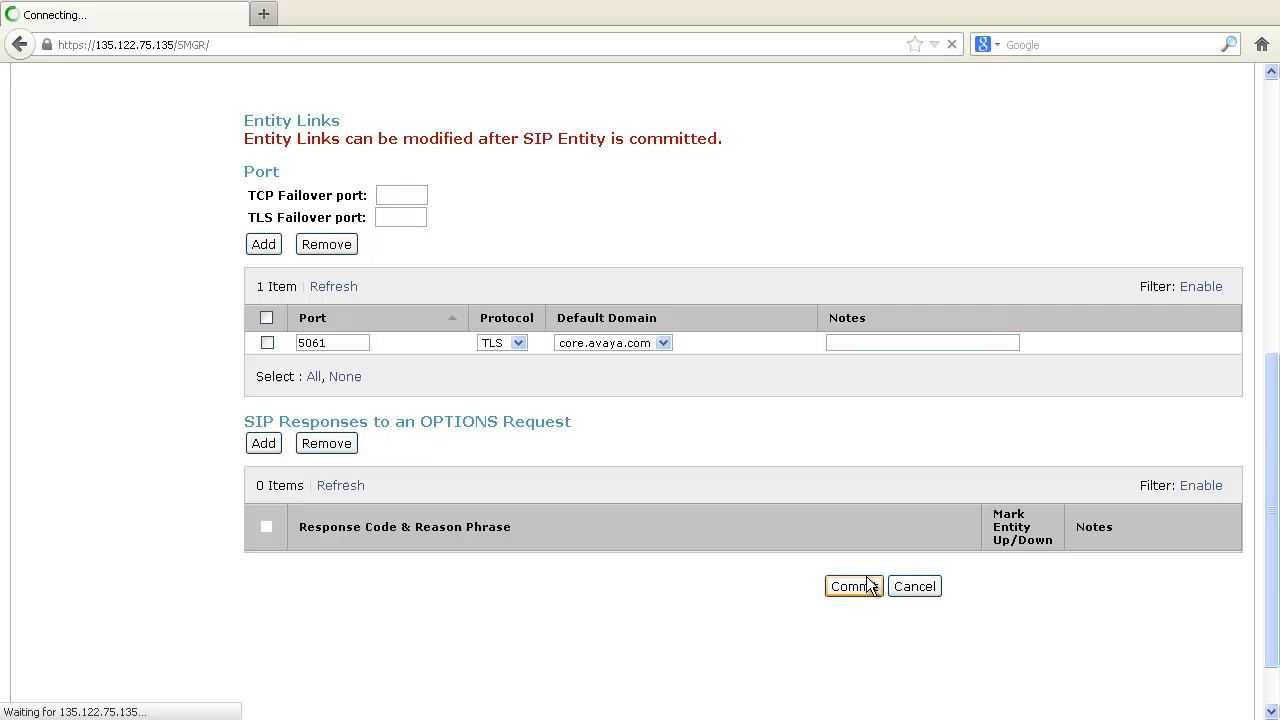 Connecting...
https://135.122.75.135/SMGR/
Google
Entity Links
Entity Links can be modified after SIP Entity is committed.
Port
TCP Failover port:
TLS Failover port:
Add Remove
1 Item Refresh Filter: Enable
Port Protocol Default Domain Notes
5061 TLS core.avaya.com
Select : All, None
SIP Responses to an OPTIONS Request
Add Remove
0 Items Refresh Filter: Enable
Response Code & Reason Phrase Mark Entity Up/Down Notes
Cancel
Waiting for 135.122.75.135...